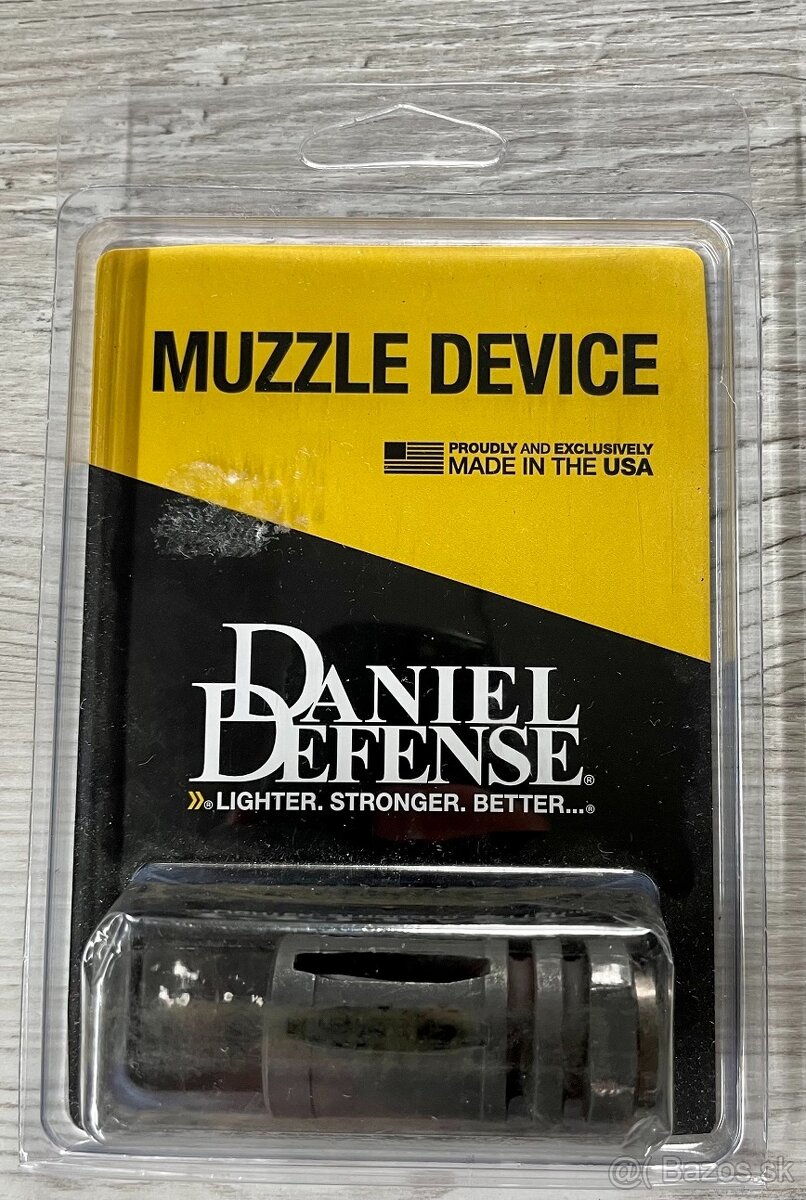 MUZZLE DEVICE
PROUDLY AND EXCLUSIVELY
MADE IN THE USA
DANIEL
DEFENSE®
»® LIGHTER. STRONGER. BETTER...®
@( Bazos.sk